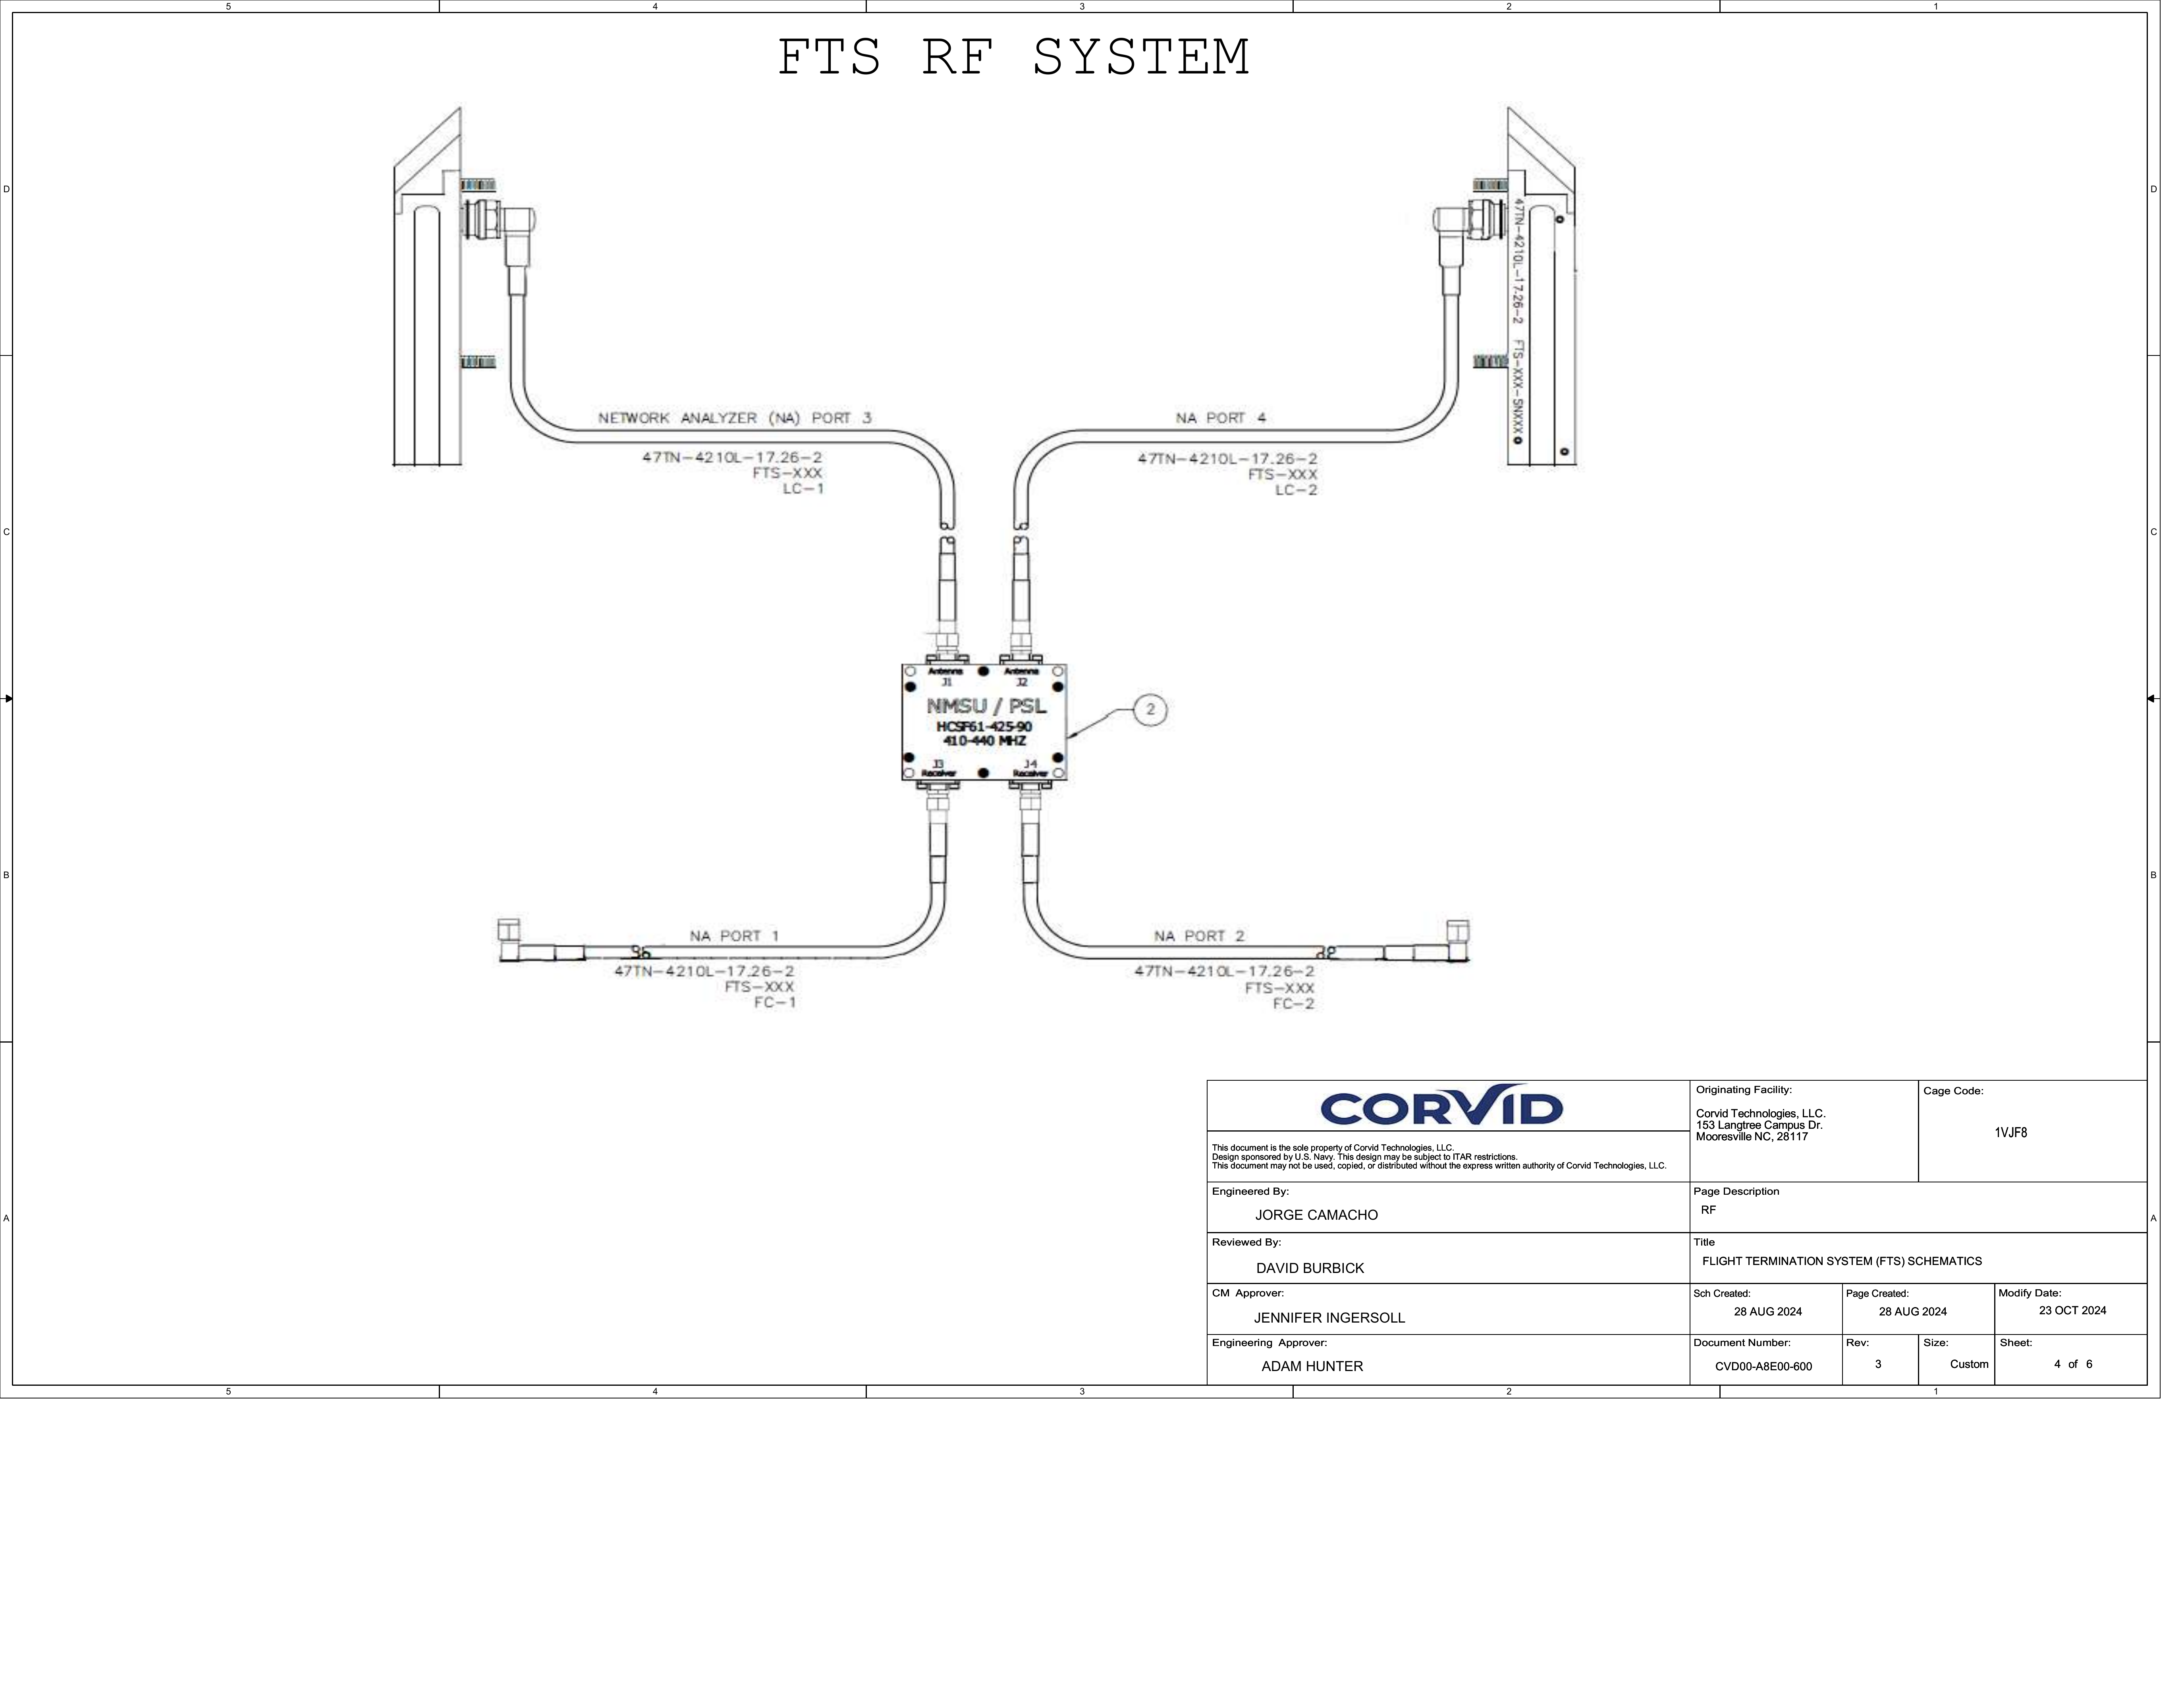 5 4 3 2 1
FTS RF SYSTEM
D
D
47TN-4210L-17.26-2 FTS-XXX-SNXXX
NETWORK ANALYZER (NA) PORT 3
47TN-4210L-17.26-2
FTS-XXX
LC-1
NA PORT 4
47TN-4210L-17.26-2
FTS-XXX
LC-2
C
C
Antenna
J1
Antenna
J2
NMSU / PSL
HCSF61-425-90
410-440 MHZ
J3
Receiver
J4
Receiver
2
B
B
NA PORT 1
47TN-4210L-17.26-2
FTS-XXX
FC-1
NA PORT 2
47TN-4210L-17.26-2
FTS-XXX
FC-2
A
A
CORVID
This document is the sole property of Corvid Technologies, LLC.
Design sponsored by U.S. Navy. This design may be subject to ITAR restrictions.
This document may not be used, copied, or distributed without the express written authority of Corvid Technologies, LLC.
Originating Facility:
Corvid Technologies, LLC.
153 Langtree Campus Dr.
Mooresville NC, 28117
Cage Code:
1VJF8
Engineered By:
JORGE CAMACHO
Page Description
RF
Reviewed By:
DAVID BURBICK
Title
FLIGHT TERMINATION SYSTEM (FTS) SCHEMATICS
CM Approver:
JENNIFER INGERSOLL
Sch Created:
28 AUG 2024
Page Created:
28 AUG 2024
Modify Date:
23 OCT 2024
Engineering Approver:
ADAM HUNTER
Document Number:
CVD00-A8E00-600
Rev:
3
Size:
Custom
Sheet:
4 of 6
5 4 3 2 1